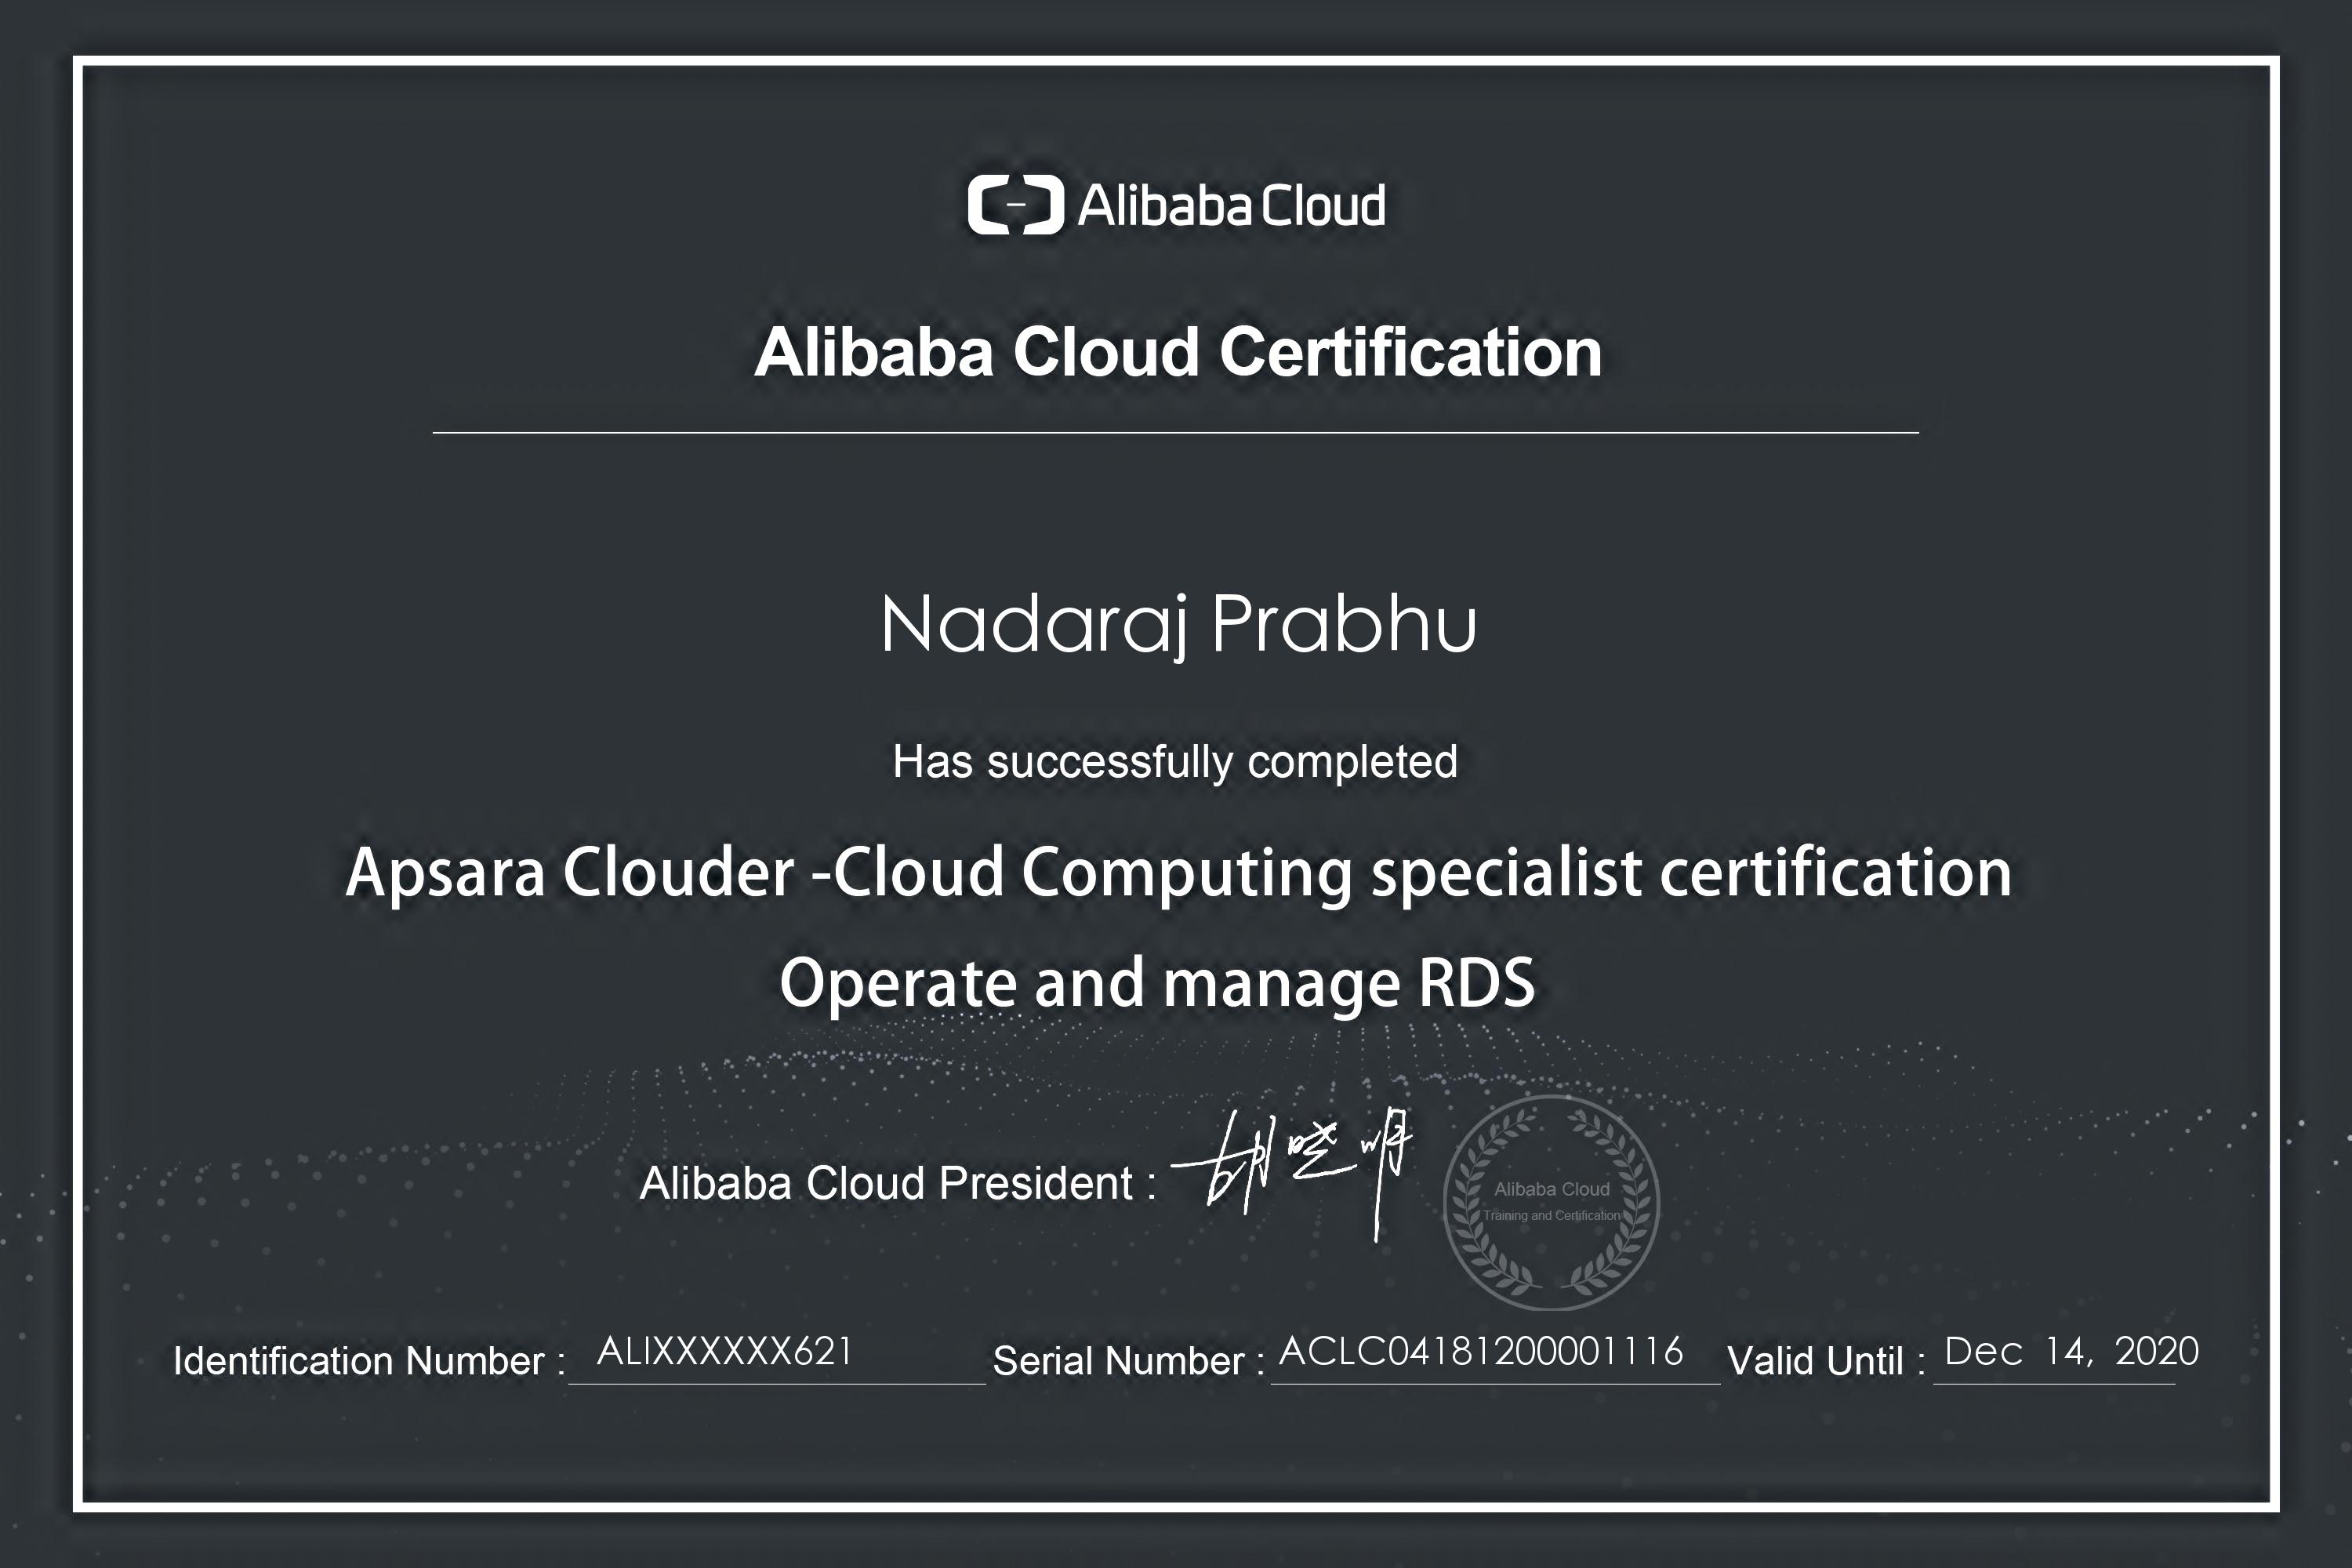 Alibaba Cloud
Alibaba Cloud Certification
Nadaraj Prabhu
Has successfully completed
Apsara Clouder -Cloud Computing specialist certification
Operate and manage RDS
Alibaba Cloud President : 胡晓明
Alibaba Cloud
Training and Certification
Identification Number : ALIXXXXXX621 Serial Number : ACLC04181200001116 Valid Until : Dec 14, 2020